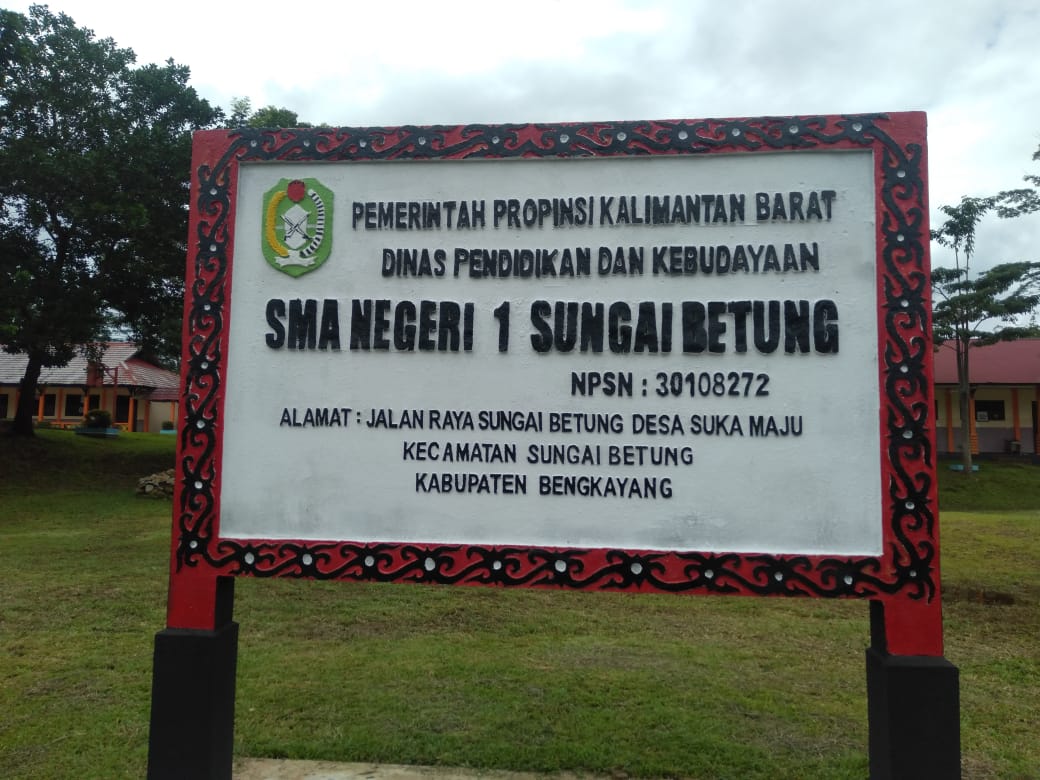 PEMERINTAH PROPINSI KALIMANTAN BARAT
DINAS PENDIDIKAN DAN KEBUDAYAAN
SMA NEGERI 1 SUNGAI BETUNG
NPSN : 30108272
ALAMAT : JALAN RAYA SUNGAI BETUNG DESA SUKA MAJU
KECAMATAN SUNGAI BETUNG
KABUPATEN BENGKAYANG